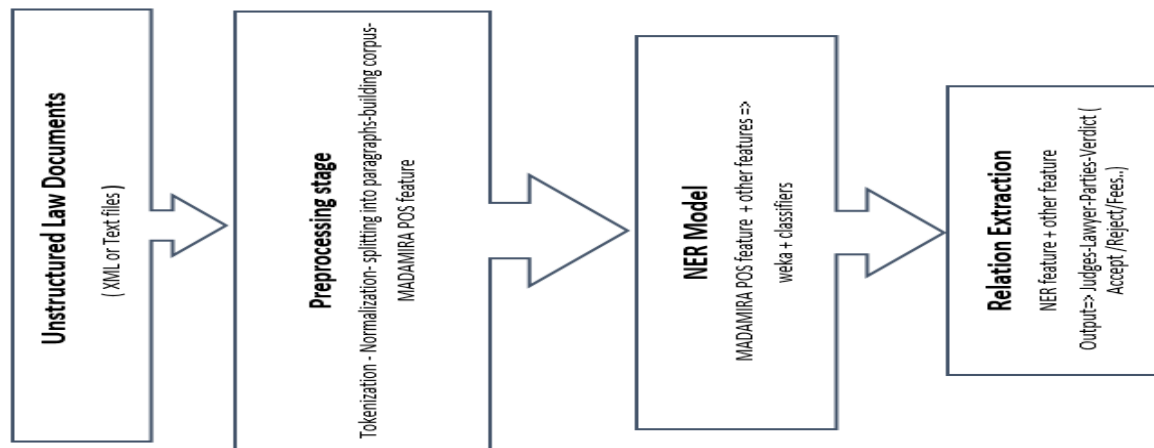 Unstructured Law Documents
( XML or Text files )
Preprocessing stage
Tokenization - Normalization- splitting into paragraphs-building corpus-
MADAMIRA POS feature
NER Model
MADAMIRA POS feature + other features =>
weka + classifiers
Relation Extraction
NER feature + other feature
Output=> Judges-Lawyer-Parties-Verdict (
Accept /Reject/Fees..)